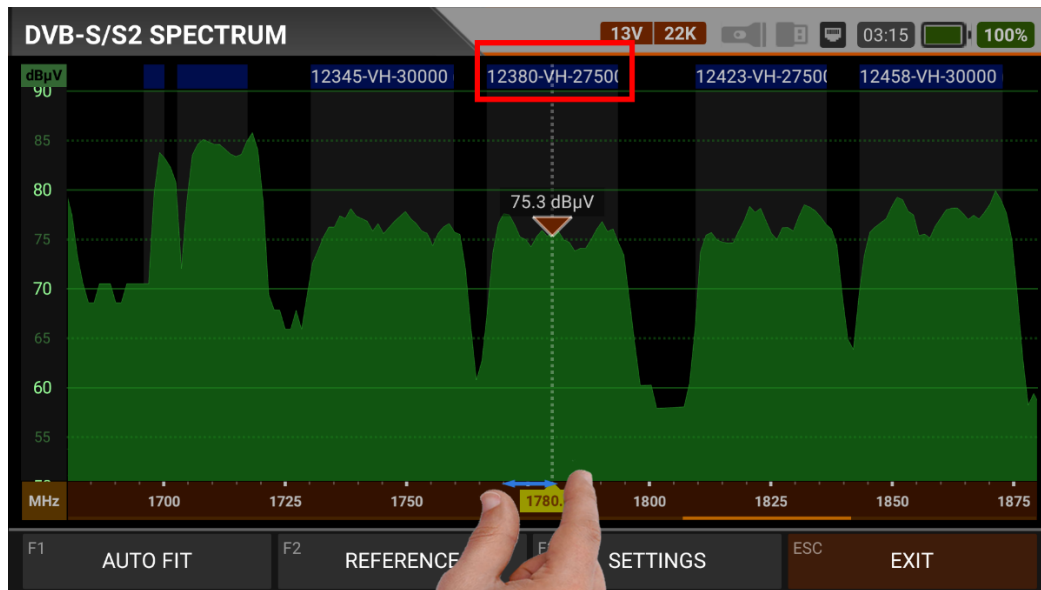 DVB-S/S2 SPECTRUM
13V 22K 03:15 100%
dBµV 12345-VH-30000 12380-VH-2750 12423-VH-2750 12458-VH-30000
90
85
80
75.3 dBµV
75
70
65
60
55
MHz 1700 1725 1750 1780. 1800 1825 1850 1875
F1 AUTO FIT F2 REFERENCE SETTINGS ESC EXIT